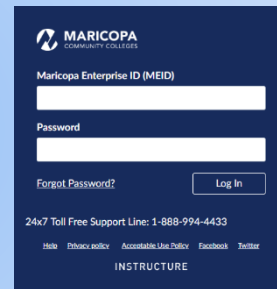 MARICOPA
COMMUNITY COLLEGES
Maricopa Enterprise ID (MEID)
Password
Forgot Password? Log In
24x7 Toll Free Support Line: 1-888-994-4433
Help Privacy policy Acceptable Use Policy Facebook Twitter
INSTRUCTURE